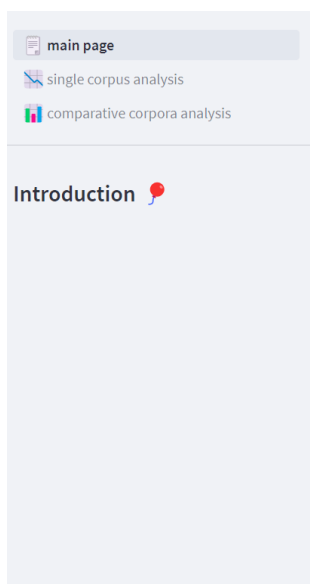 main page
single corpus analysis
comparative corpora analysis
Introduction